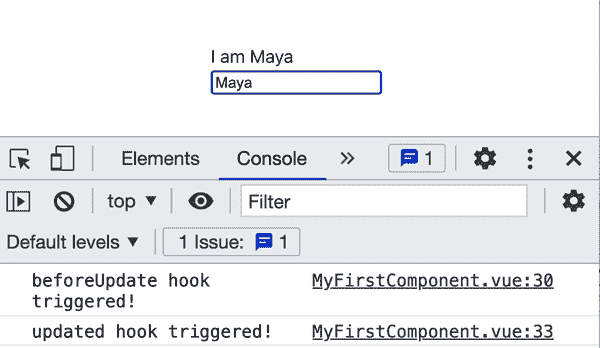 I am Maya
Maya
Elements Console » 1
top ▼ Filter
Default levels ▼ 1 Issue: 1
beforeUpdate hook MyFirstComponent.vue:30
triggered!
updated hook triggered! MyFirstComponent.vue:33